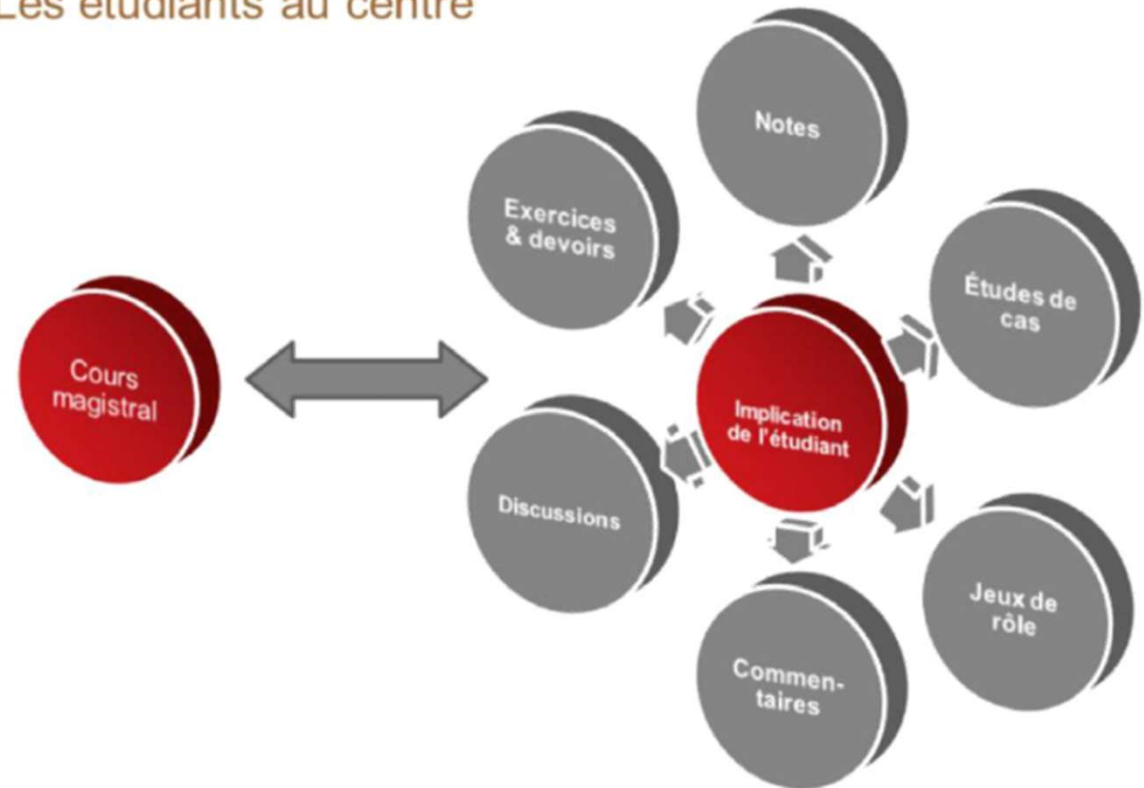 Les étudiants au centre
Notes
Exercices
& devoirs
Études de
cas
Cours
magistral
Implication
de l'étudiant
Discussions
Jeux de
rôle
Commen-
taires